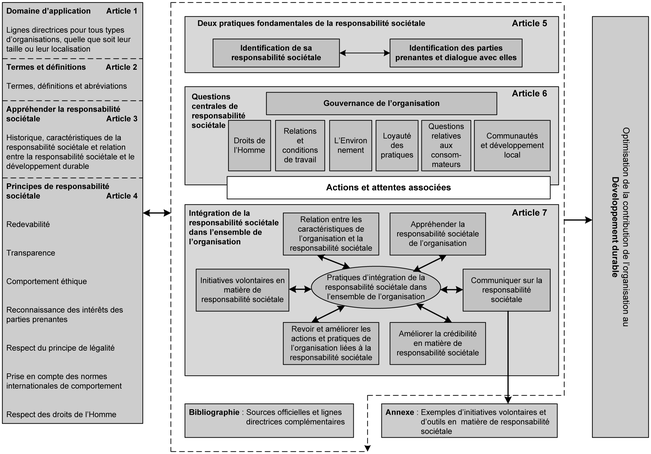 Domaine d'application Article 1
Lignes directrices pour tous types
d'organisations, quelle que soit leur
taille ou leur localisation
Termes et définitions Article 2
Termes, définitions et abréviations
Appréhender la responsabilité
sociétale Article 3
Historique, caractéristiques de la
responsabilité sociétale et relation
entre la responsabilité sociétale et le
développement durable
Principes de responsabilité
sociétale Article 4
Redevabilité
Transparence
Comportement éthique
Reconnaissance des intérêts des
parties prenantes
Respect du principe de légalité
Prise en compte des normes
internationales de comportement
Respect des droits de l'Homme
Deux pratiques fondamentales de la responsabilité sociétale Article 5
Identification de sa
responsabilité sociétale
Identification des parties
prenantes et dialogue avec elles
Questions
centrales de
responsabilité
sociétale
Article 6
Gouvernance de l'organisation
Droits de
l'Homme
Relations
et
conditions
de travail
L'Environ
nement
Loyauté
des
pratiques
Questions
relatives
aux
consom-
mateurs
Communautés
et développement
local
Actions et attentes associées
Intégration de la
responsabilité sociétale
dans l'ensemble de
l'organisation
Article 7
Relation entre les
caractéristiques de
l'organisation et la
responsabilité sociétale
Appréhender la
responsabilité sociétale
de l'organisation
Initiatives volontaires en
matière de
responsabilité sociétale
Pratiques d'intégration de la
responsabilité sociétale dans
l'ensemble de l'organisation
Communiquer sur la
responsabilité
sociétale
Revoir et améliorer les
actions et pratiques de
l'organisation liées à la
responsabilité sociétale
Améliorer la crédibilité
en matière de
responsabilité sociétale
Bibliographie : Sources officielles et lignes
directrices complémentaires
Annexe : Exemples d'initiatives volontaires et
d'outils en matière de responsabilité
sociétale
Optimisation de la contribution de l'organisation au
Développement durable